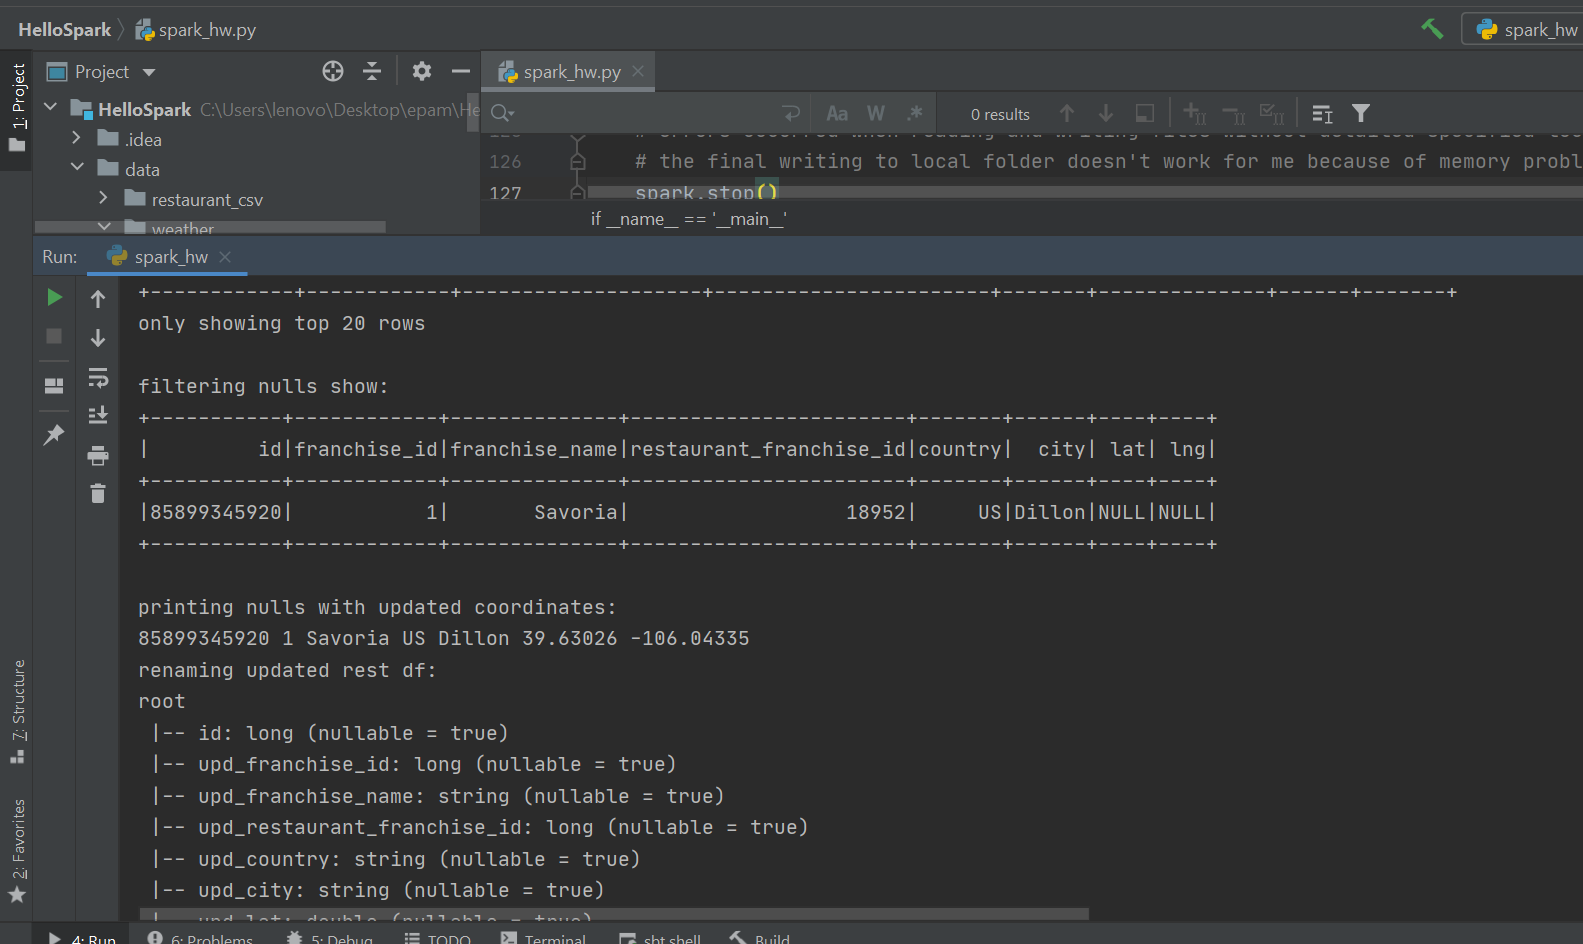 HelloSpark spark_hw.py
spark_hw
1: Project
Project
spark_hw.py
HelloSpark C:\Users\lenovo\Desktop\epam\He
.idea
data
restaurant_csv
weather
Aa W .*
0 results
126 # the final writing to local folder doesn't work for me because of memory probl
127 spark.stop()
if __name__ == '__main__'
Run: spark_hw
+------------+------------+--------------------+-----------------------+-------+--------------+------+-------+
only showing top 20 rows
filtering nulls show:
+-----------+------------+--------------+-----------------------+-------+------+----+----+
|         id|franchise_id|franchise_name|restaurant_franchise_id|country|  city| lat| lng|
+-----------+------------+--------------+-----------------------+-------+------+----+----+
|85899345920|           1|       Savoria|                  18952|     US|Dillon|NULL|NULL|
+-----------+------------+--------------+-----------------------+-------+------+----+----+
printing nulls with updated coordinates:
85899345920 1 Savoria US Dillon 39.63026 -106.04335
renaming updated rest df:
root
 |-- id: long (nullable = true)
 |-- upd_franchise_id: long (nullable = true)
 |-- upd_franchise_name: string (nullable = true)
 |-- upd_restaurant_franchise_id: long (nullable = true)
 |-- upd_country: string (nullable = true)
 |-- upd_city: string (nullable = true)
 |-- upd_lat: double (nullable = true)
7: Structure
2: Favorites
4: Run 6: Problems 5: Debug TODO Terminal sbt shell Build